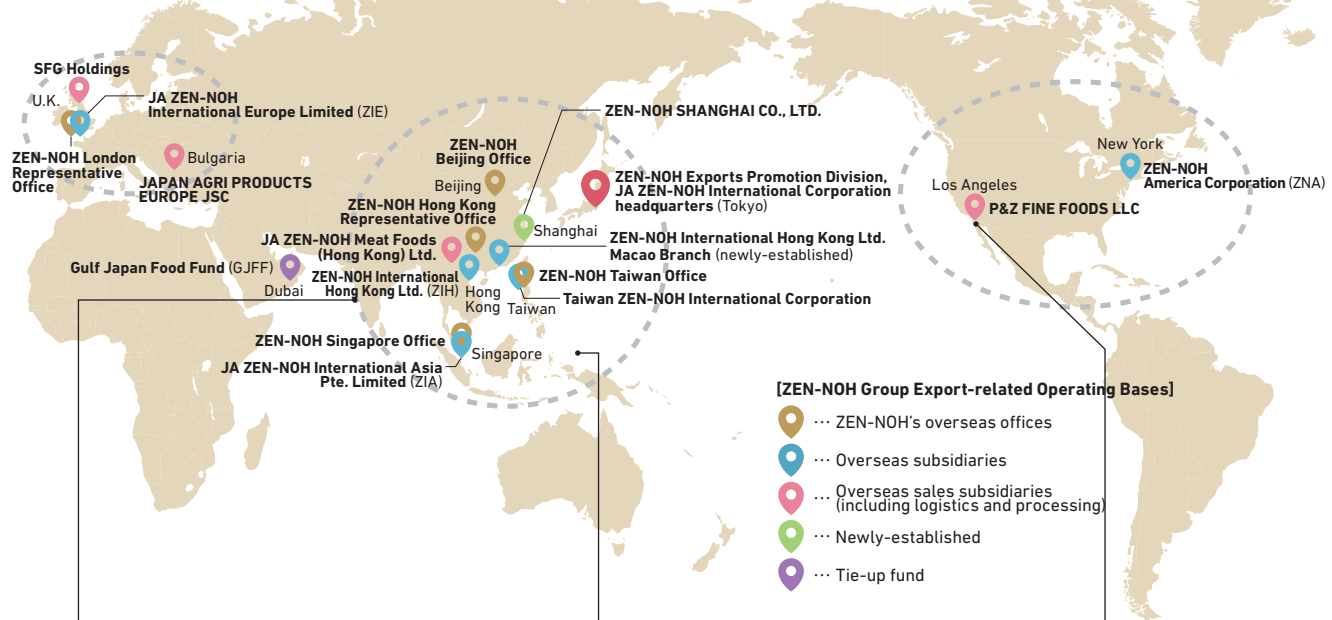 SFG Holdings
U.K.
JA ZEN-NOH
International Europe Limited (ZIE)
ZEN-NOH London
Representative
Office
Bulgaria
JAPAN AGRI PRODUCTS
EUROPE JSC
Gulf Japan Food Fund (GJFF)
Dubai
ZEN-NOH SHANGHAI CO., LTD.
ZEN-NOH
Beijing Office
Beijing
ZEN-NOH Hong Kong
Representative Office
Shanghai
ZEN-NOH Exports Promotion Division,
JA ZEN-NOH International Corporation
headquarters (Tokyo)
JA ZEN-NOH Meat Foods
(Hong Kong) Ltd.
ZEN-NOH International Hong Kong Ltd.
Macao Branch (newly-established)
ZEN-NOH International
Hong Kong Ltd. (ZIH)
Hong
Kong
ZEN-NOH Taiwan Office
Taiwan
Taiwan ZEN-NOH International Corporation
ZEN-NOH Singapore Office
Singapore
JA ZEN-NOH International Asia
Pte. Limited (ZIA)
New York
ZEN-NOH
America Corporation (ZNA)
Los Angeles
P&Z FINE FOODS LLC
[ZEN-NOH Group Export-related Operating Bases]
… ZEN-NOH's overseas offices
… Overseas subsidiaries
… Overseas sales subsidiaries
(including logistics and processing)
… Newly-established
… Tie-up fund